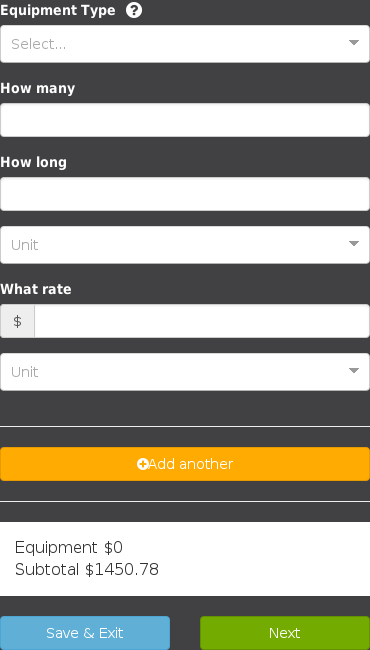 Equipment Type
Select...
How many
How long
Unit
What rate
$
Unit
Add another
Equipment $0
Subtotal $1450.78
Save & Exit
Next